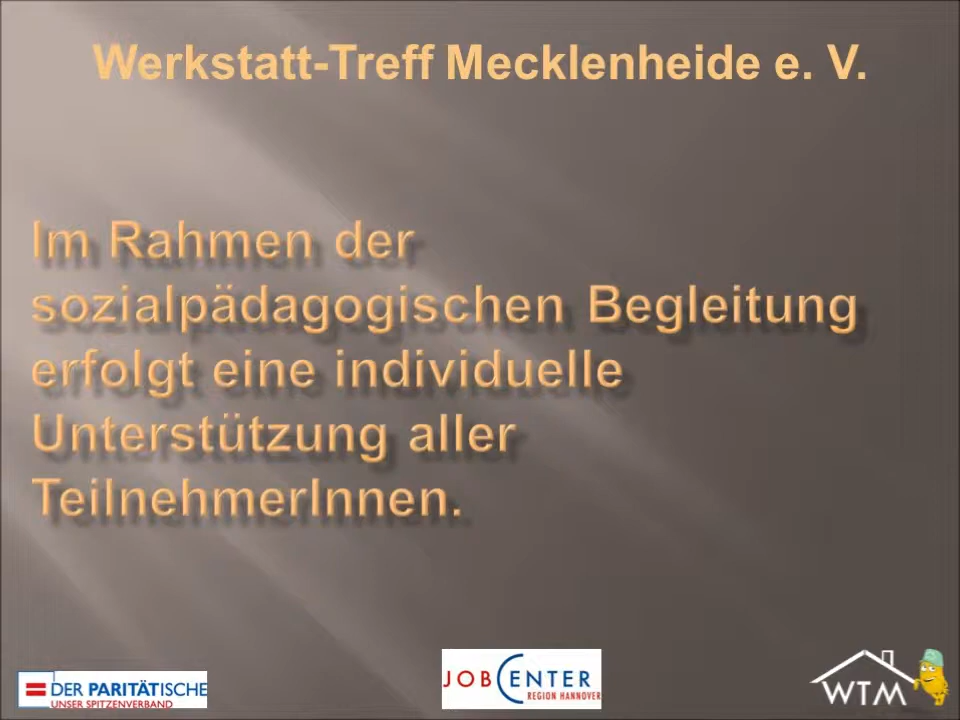 Werkstatt-Treff Mecklenheide e. V.
Im Rahmen der
sozialpädagogischen Begleitung
erfolgt eine individuelle
Unterstützung aller
TeilnehmerInnen.
DER PARITÄTISCHE
UNSER SPITZENVERBAND
JOBCENTER
REGION HANNOVER
WTM